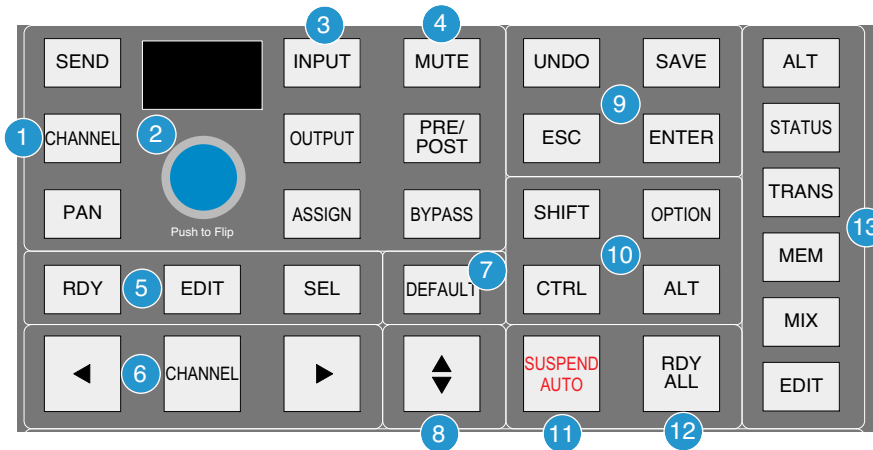 3
4
SEND
INPUT
MUTE
UNDO
SAVE
ALT
9
1
CHANNEL
2
OUTPUT
PRE/
POST
ESC
ENTER
STATUS
PAN
Push to Flip
ASSIGN
BYPASS
SHIFT
OPTION
TRANS
13
10
7
RDY
5
EDIT
SEL
DEFAULT
CTRL
ALT
MEM
6
CHANNEL
SUSPEND
AUTO
RDY
ALL
MIX
EDIT
8
11
12